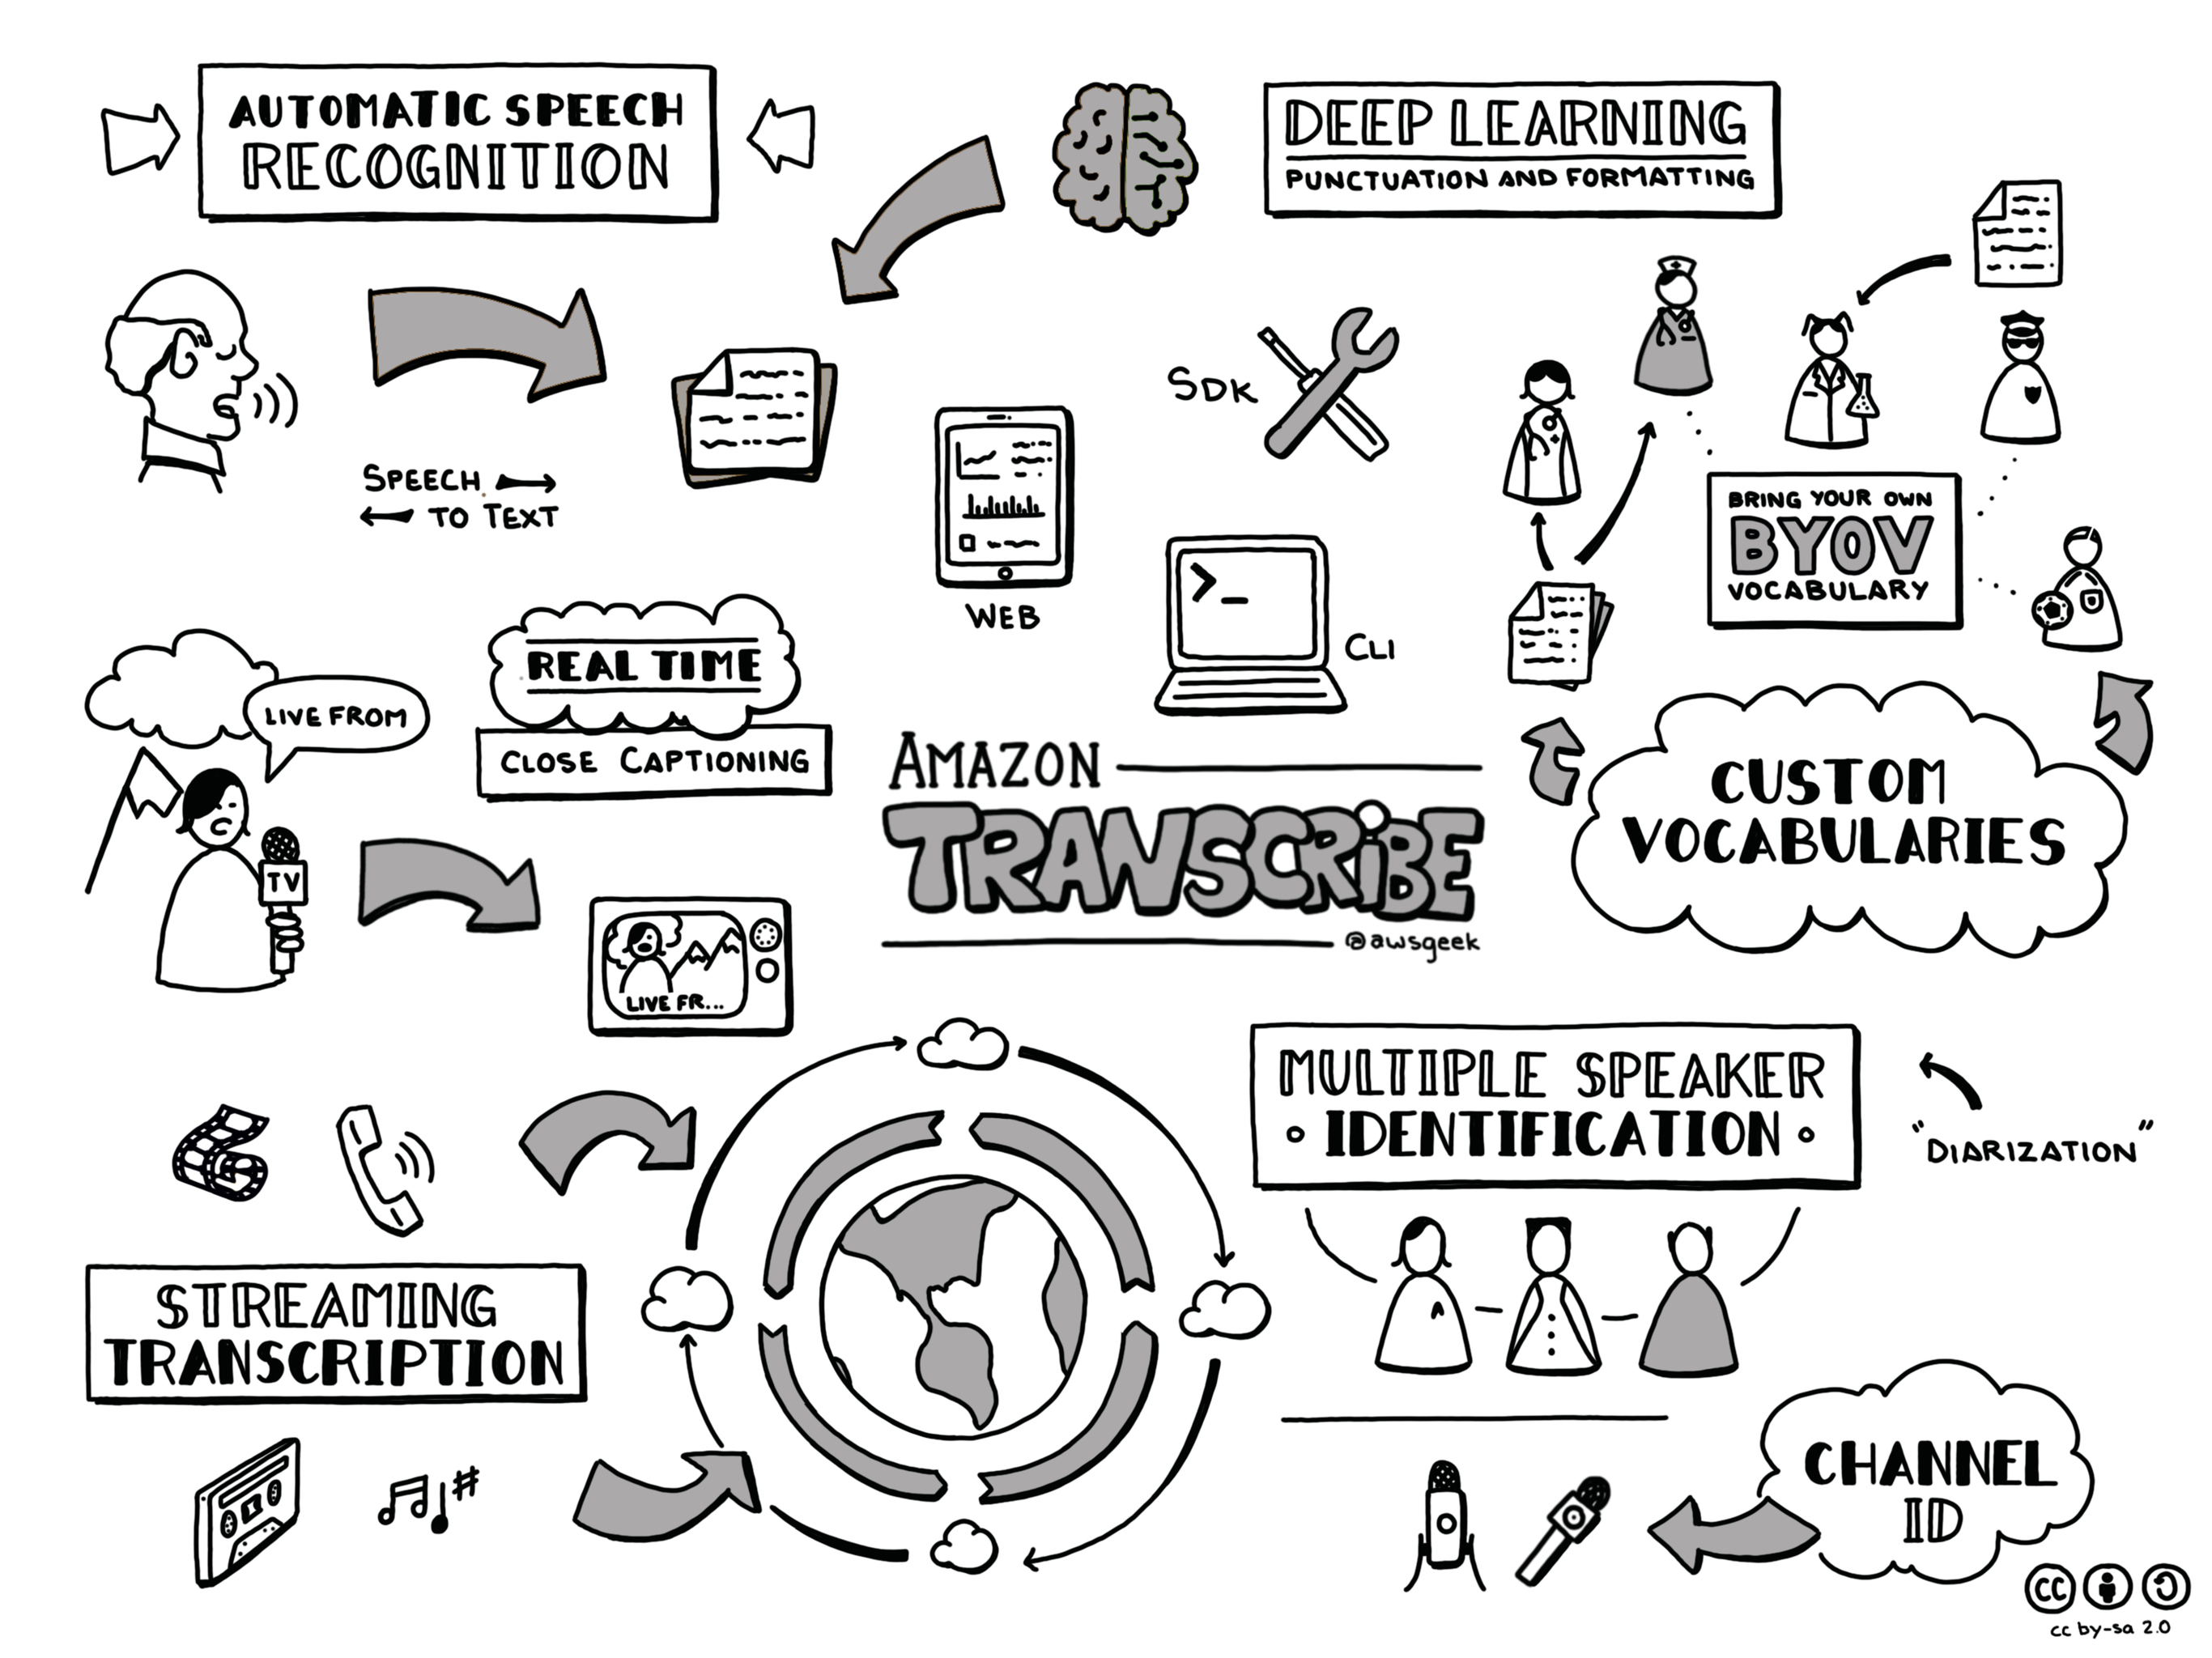 AUTOMATIC SPEECH
RECOGNITION
DEEP LEARNING
PUNCTUATION AND FORMATTING
SPEECH
TO TEXT
SDK
WEB
CLI
BRING YOUR OWN
BYOV
VOCABULARY
LIVE FROM
REAL TIME
CLOSE CAPTIONING
TV
LIVE FR...
AMAZON
TRANSCRiBE
@awsgeek
CUSTOM
VOCABULARIES
MULTIPLE SPEAKER
IDENTIFICATION
"DIARIZATION"
STREAMING
TRANSCRIPTION
CHANNEL
ID
cc
cc by-sa 2.0